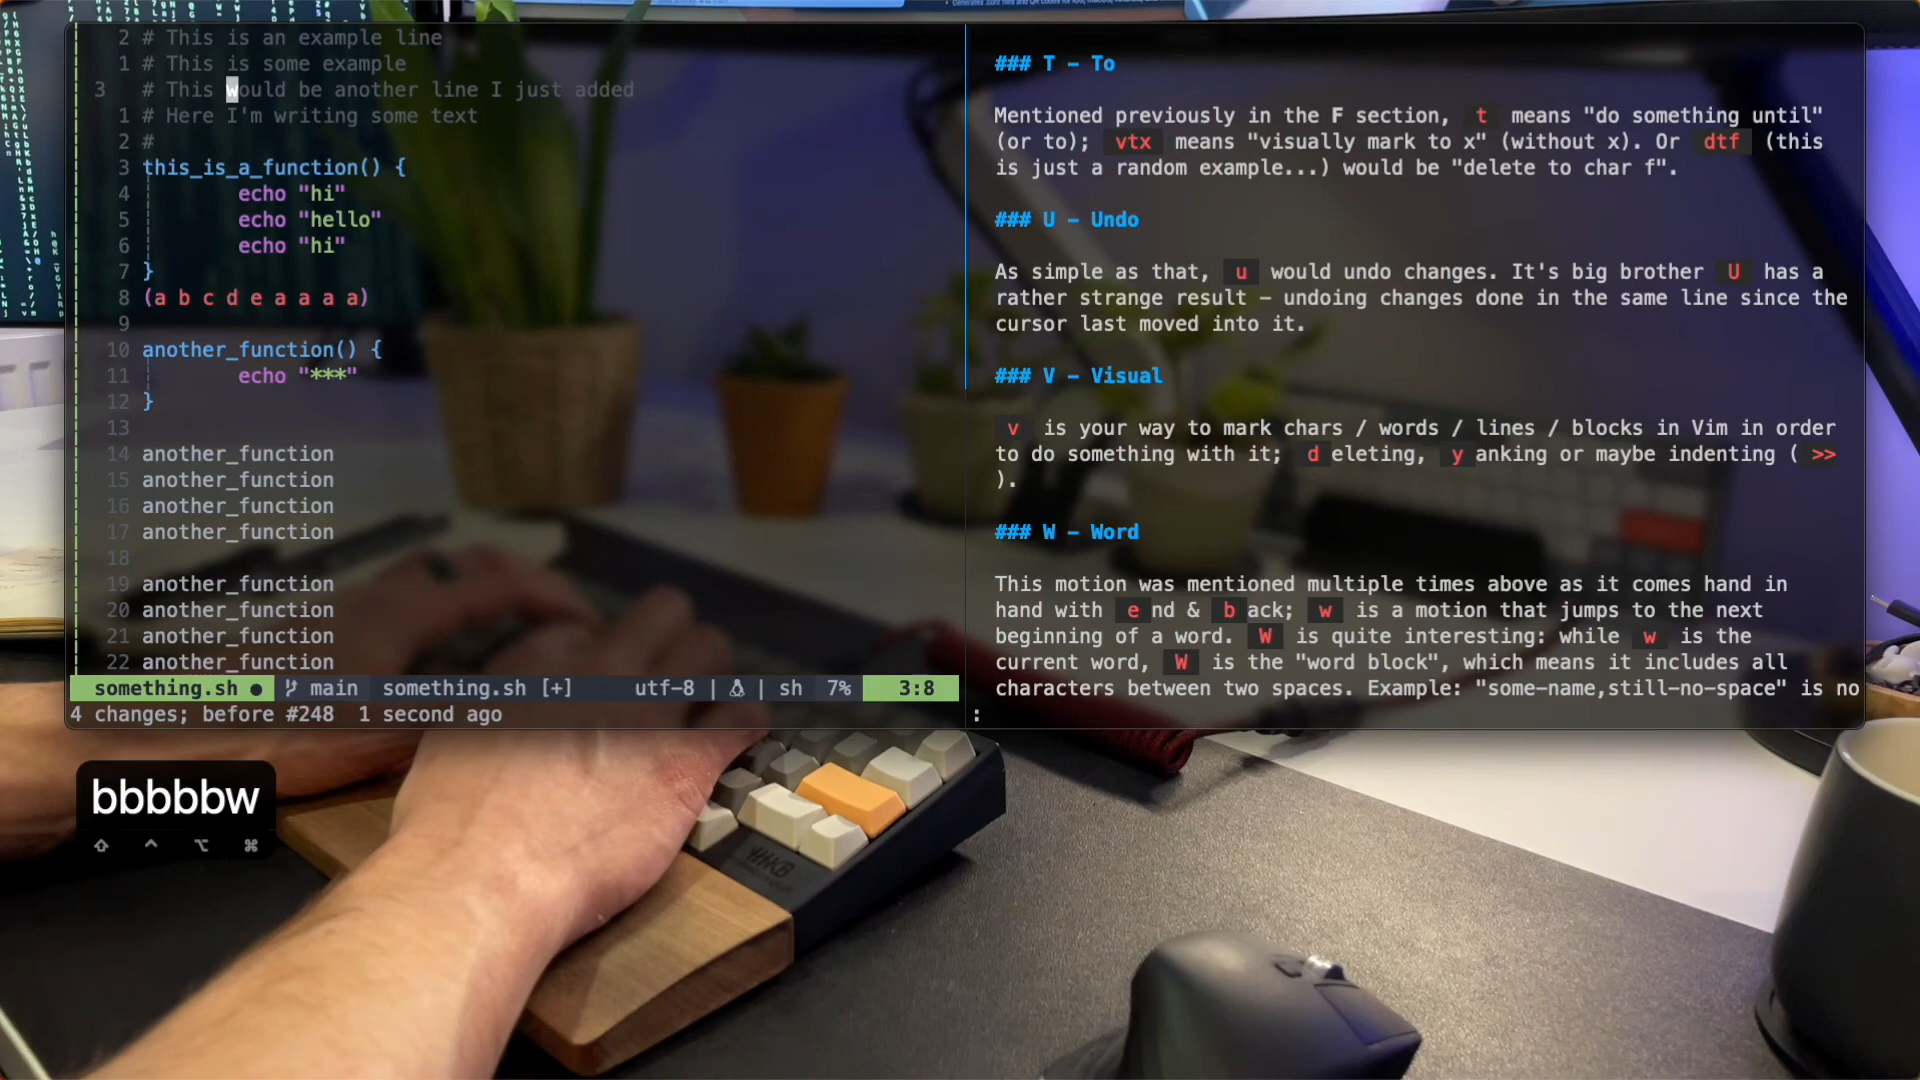 2 # This is an example line
1 # This is some example
3 # This would be another line I just added
1 # Here I'm writing some text
2 #
3 this_is_a_function() {
4 echo "hi"
5 echo "hello"
6 echo "hi"
7 }
8 (a b c d e a a a a)
9
10 another_function() {
11 echo "***"
12 }
13
14 another_function
15 another_function
16 another_function
17 another_function
18
19 another_function
20 another_function
21 another_function
22 another_function
something.sh ● main something.sh [+] utf-8 | | sh 7% 3:8
4 changes; before #248 1 second ago
### T - To
Mentioned previously in the F section, t means "do something until"
(or to); vtx means "visually mark to x" (without x). Or dtf (this
is just a random example...) would be "delete to char f".
### U - Undo
As simple as that, u would undo changes. It's big brother U has a
rather strange result - undoing changes done in the same line since the
cursor last moved into it.
### V - Visual
v is your way to mark chars / words / lines / blocks in Vim in order
to do something with it; d eleting, y anking or maybe indenting ( >>
).
### W - Word
This motion was mentioned multiple times above as it comes hand in
hand with e nd & b ack; w is a motion that jumps to the next
beginning of a word. W is quite interesting: while w is the
current word, W is the "word block", which means it includes all
characters between two spaces. Example: "some-name,still-no-space" is no
:
bbbbbw
⇧ ⌃ ⌥ ⌘
HHKB